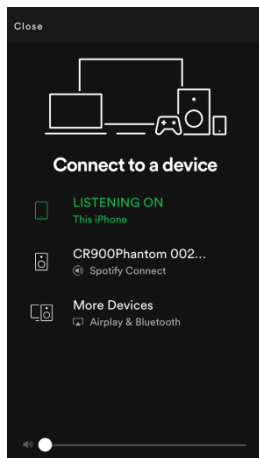 Close
Connect to a device
LISTENING ON
This iPhone
CR900Phantom 002...
Spotify Connect
More Devices
Airplay & Bluetooth